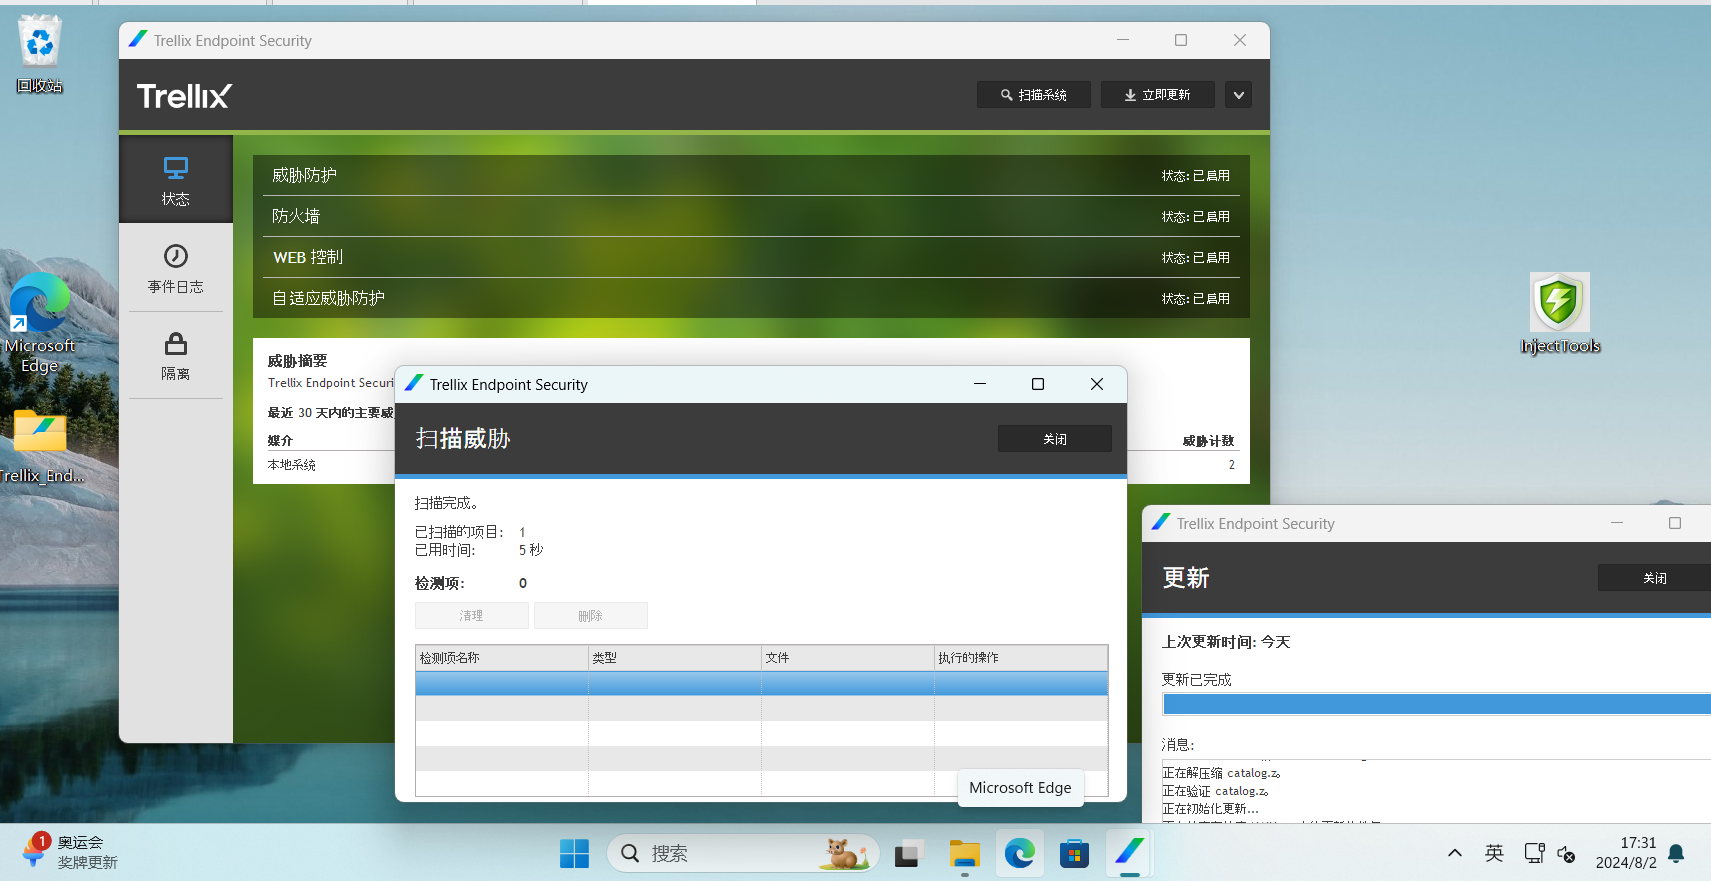 回收站
Microsoft
Edge
Trellix_End...
InjectTools
Trellix Endpoint Security
Trellix
扫描系统
立即更新
状态
事件日志
隔离
威胁防护
状态: 已启用
防火墙
状态: 已启用
WEB 控制
状态: 已启用
自适应威胁防护
状态: 已启用
威胁摘要
Trellix Endpoint Securi
最近 30 天内的主要威
媒介
威胁计数
本地系统
2
Trellix Endpoint Security
扫描威胁
关闭
扫描完成。
已扫描的项目: 1
已用时间: 5 秒
检测项: 0
清理
删除
检测项名称
类型
文件
执行的操作
Microsoft Edge
Trellix Endpoint Security
更新
关闭
上次更新时间: 今天
更新已完成
消息:
正在解压缩 catalog.z。
正在验证 catalog.z。
正在初始化更新...
1
奥运会
奖牌更新
搜索
英
17:31
2024/8/2